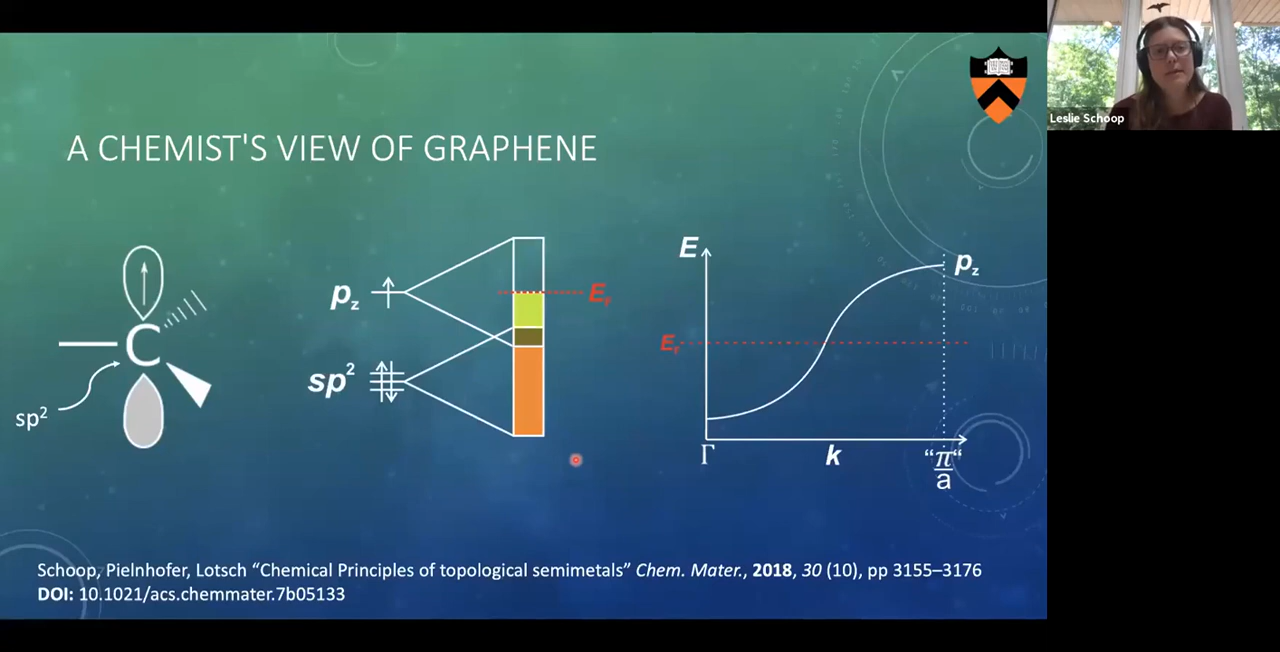 Leslie Schoop
A CHEMIST'S VIEW OF GRAPHENE
C
sp²
p_z
E_F
sp²
E
p_z
E_F
Γ
k
“π“
a
Schoop, Pielnhofer, Lotsch “Chemical Principles of topological semimetals” Chem. Mater., 2018, 30 (10), pp 3155–3176
DOI: 10.1021/acs.chemmater.7b05133